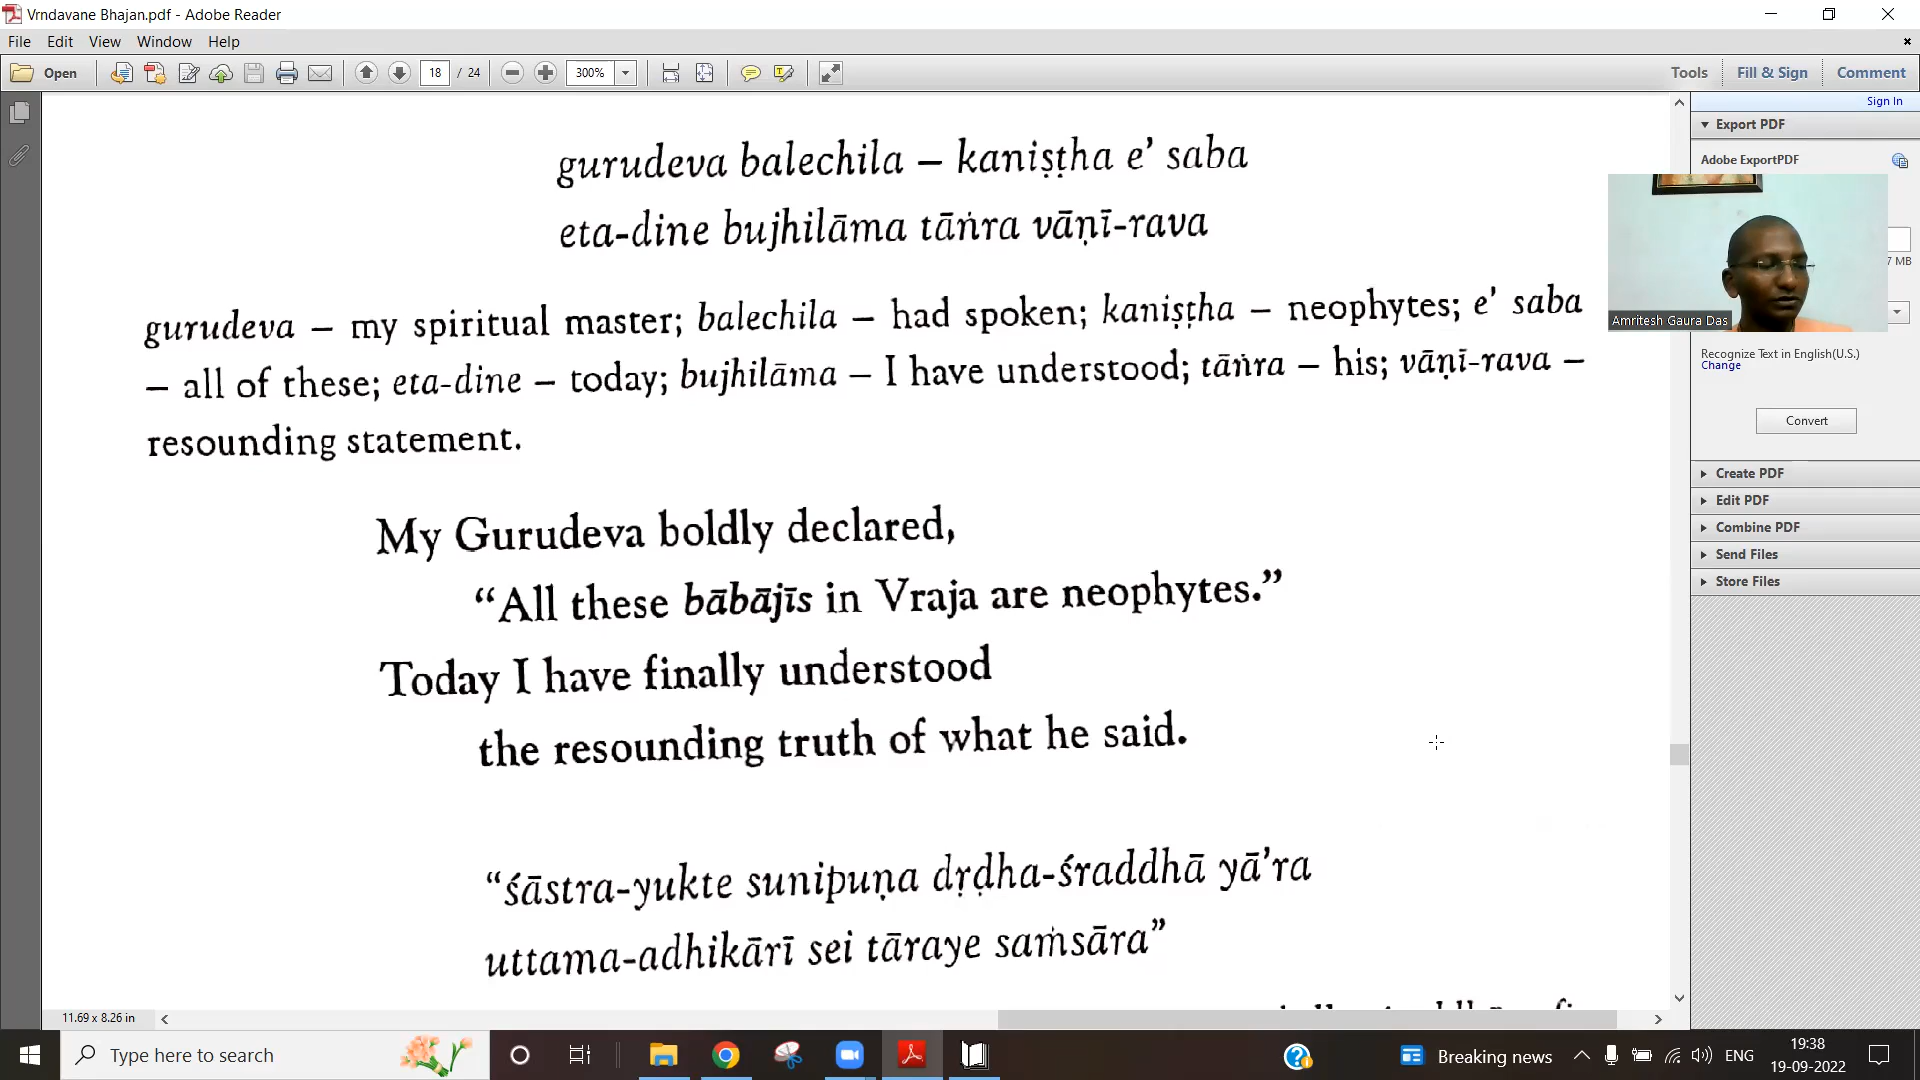 Vrndavane Bhajan.pdf - Adobe Reader
File Edit View Window Help
Open 18 / 24 300% Tools Fill & Sign Comment
Sign In
Export PDF
Adobe ExportPDF
MB
Amritesh Gaura Das
Recognize Text in English(U.S.)
Change
Convert
Create PDF
Edit PDF
Combine PDF
Send Files
Store Files
gurudeva balechila – kaniṣṭha e’ saba
eta-dine bujhilāma tāṅra vāṇī-rava
gurudeva – my spiritual master; balechila – had spoken; kaniṣṭha – neophytes; e’ saba
– all of these; eta-dine – today; bujhilāma – I have understood; tāṅra – his; vāṇī-rava –
resounding statement.
My Gurudeva boldly declared,
“All these bābājīs in Vraja are neophytes.”
Today I have finally understood
the resounding truth of what he said.
“śāstra-yukte sunipuṇa dṛḍha-śraddhā yā’ra
uttama-adhikārī sei tāraye saṁsāra”
11.69 x 8.26 in
Type here to search
Breaking news
ENG
19:38
19-09-2022